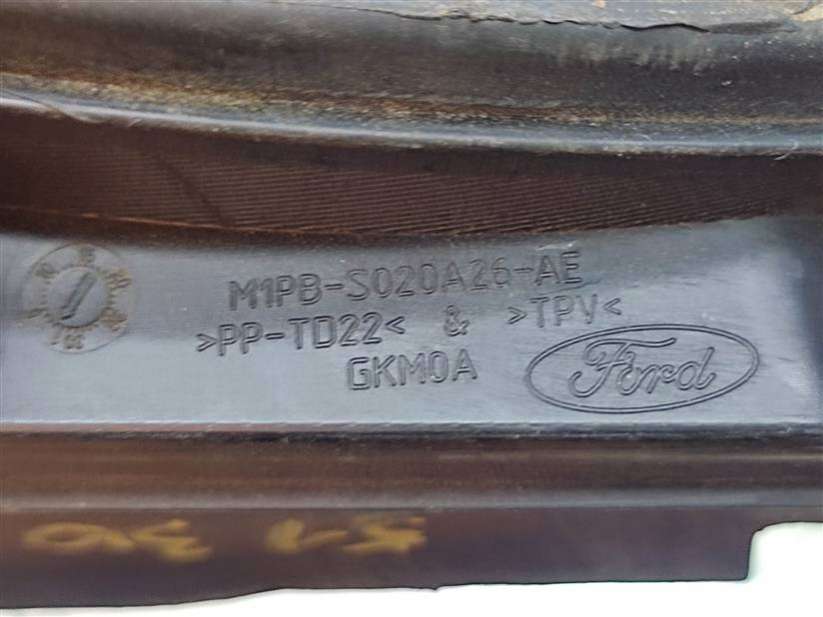 M1PB-S020A26-AE
>PP-TD22< & >TPV<
GKM0A
Ford